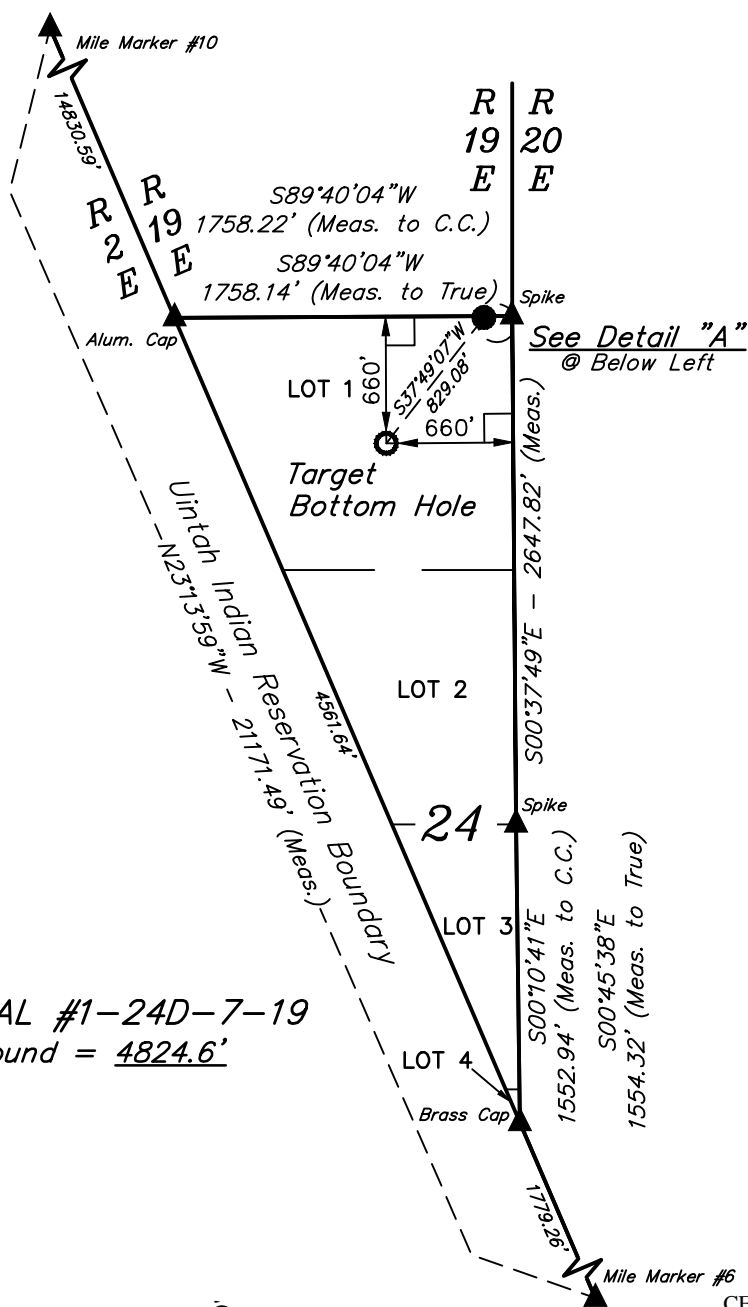 Mile Marker #10
14830.59'
R R
19 20
E E
R
19
E
R
2
E
S89°40'04"W
1758.22' (Meas. to C.C.)
S89°40'04"W
1758.14' (Meas. to True)
Spike
Alum. Cap
See Detail "A"
@ Below Left
LOT 1
660'
S37°49'07"W
829.08'
660'
Target
Bottom Hole
S00°37'49"E - 2647.82' (Meas.)
Uintah Indian Reservation Boundary
N23°13'59"W - 21171.49' (Meas.)
4561.64'
LOT 2
Spike
24
LOT 3
S00°10'41"E
1552.94' (Meas. to C.C.)
S00°45'38"E
1554.32' (Meas. to True)
AL #1-24D-7-19
ound = 4824.6'
LOT 4
Brass Cap
1779.26'
Mile Marker #6